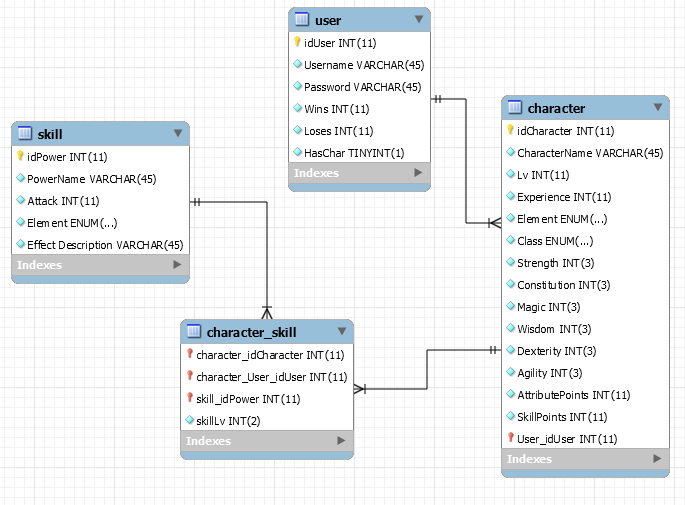 user
idUser INT(11)
Username VARCHAR(45)
Password VARCHAR(45)
Wins INT(11)
Loses INT(11)
HasChar TINYINT(1)
Indexes
skill
idPower INT(11)
PowerName VARCHAR(45)
Attack INT(11)
Element ENUM(...)
Effect Description VARCHAR(45)
Indexes
character
idCharacter INT(11)
CharacterName VARCHAR(45)
Lv INT(11)
Experience INT(11)
Element ENUM(...)
Class ENUM(...)
Strength INT(3)
Constitution INT(3)
Magic INT(3)
Wisdom INT(3)
Dexterity INT(3)
Agility INT(3)
AttributePoints INT(11)
SkillPoints INT(11)
User_idUser INT(11)
Indexes
character_skill
character_idCharacter INT(11)
character_User_idUser INT(11)
skill_idPower INT(11)
skillLv INT(2)
Indexes